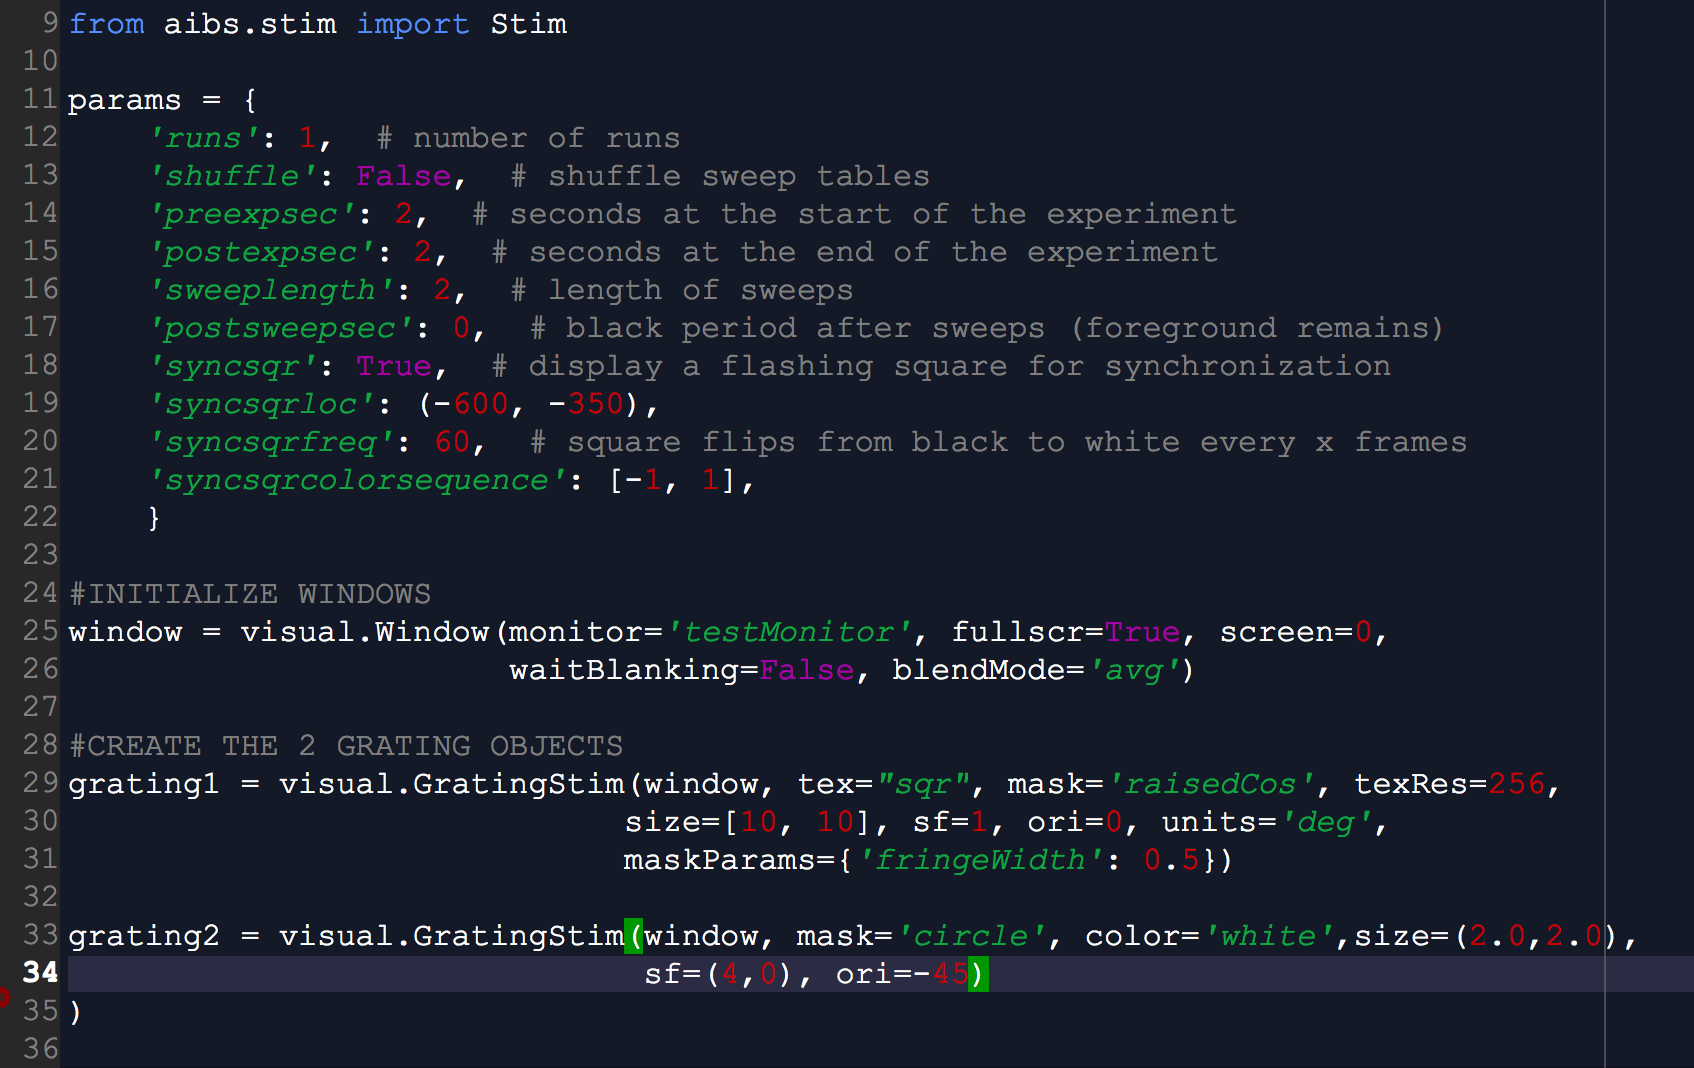 9 from aibs.stim import Stim
10
11 params = {
12     'runs': 1,  # number of runs
13     'shuffle': False,  # shuffle sweep tables
14     'preexpsec': 2,  # seconds at the start of the experiment
15     'postexpsec': 2,  # seconds at the end of the experiment
16     'sweeplength': 2,  # length of sweeps
17     'postsweepsec': 0,  # black period after sweeps (foreground remains)
18     'syncsqr': True,  # display a flashing square for synchronization
19     'syncsqrloc': (-600, -350),
20     'syncsqrfreq': 60,  # square flips from black to white every x frames
21     'syncsqrcolorsequence': [-1, 1],
22     }
23
24 #INITIALIZE WINDOWS
25 window = visual.Window(monitor='testMonitor', fullscr=True, screen=0,
26                        waitBlanking=False, blendMode='avg')
27
28 #CREATE THE 2 GRATING OBJECTS
29 grating1 = visual.GratingStim(window, tex="sqr", mask='raisedCos', texRes=256,
30                              size=[10, 10], sf=1, ori=0, units='deg',
31                              maskParams={'fringeWidth': 0.5})
32
33 grating2 = visual.GratingStim(window, mask='circle', color='white',size=(2.0,2.0),
34                               sf=(4,0), ori=-45)
35 )
36